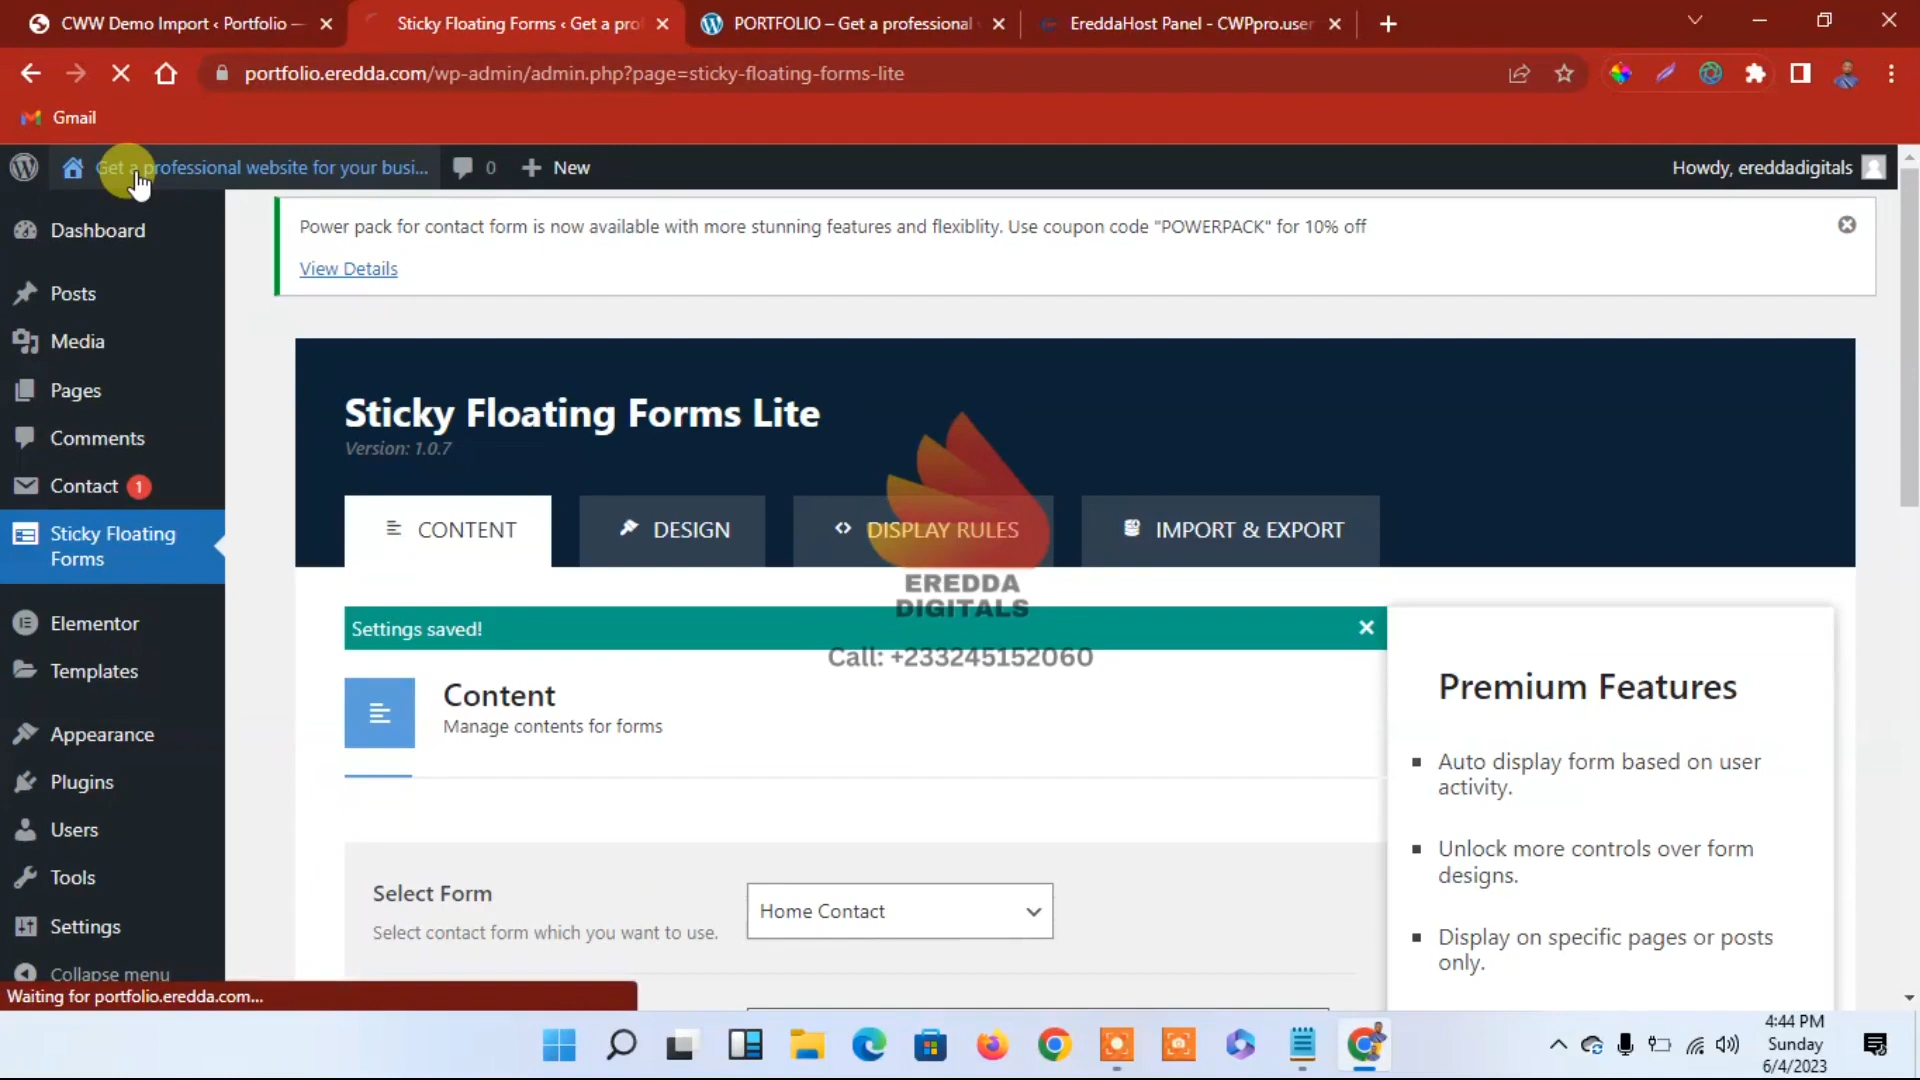 CWW Demo Import ‹ Portfolio —
Sticky Floating Forms ‹ Get a pro
PORTFOLIO – Get a professional
EreddaHost Panel - CWPpro.user
portfolio.eredda.com/wp-admin/admin.php?page=sticky-floating-forms-lite
Gmail
Get a professional website for your busi...
0
New
Howdy, ereddadigitals
Dashboard
Posts
Media
Pages
Comments
Contact 1
Sticky Floating
Forms
Elementor
Templates
Appearance
Plugins
Users
Tools
Settings
Collapse menu
Waiting for portfolio.eredda.com...
Power pack for contact form is now available with more stunning features and flexiblity. Use coupon code "POWERPACK" for 10% off
View Details
Sticky Floating Forms Lite
Version: 1.0.7
CONTENT
DESIGN
DISPLAY RULES
IMPORT & EXPORT
EREDDA
DIGITALS
Call: +233245152060
Settings saved!
Content
Manage contents for forms
Select Form
Select contact form which you want to use.
Home Contact
Premium Features
Auto display form based on user
activity.
Unlock more controls over form
designs.
Display on specific pages or posts
only.
4:44 PM
Sunday
6/4/2023